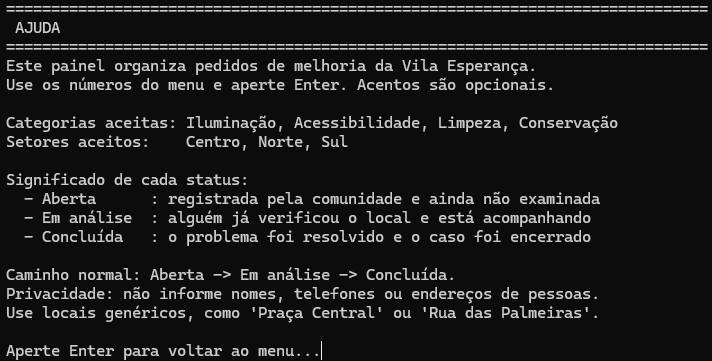 ==============================================================================
AJUDA
==============================================================================
Este painel organiza pedidos de melhoria da Vila Esperança.
Use os números do menu e aperte Enter. Acentos são opcionais.

Categorias aceitas: Iluminação, Acessibilidade, Limpeza, Conservação
Setores aceitos:    Centro, Norte, Sul

Significado de cada status:
  - Aberta      : registrada pela comunidade e ainda não examinada
  - Em análise  : alguém já verificou o local e está acompanhando
  - Concluída   : o problema foi resolvido e o caso foi encerrado

Caminho normal: Aberta -> Em análise -> Concluída.
Privacidade: não informe nomes, telefones ou endereços de pessoas.
Use locais genéricos, como 'Praça Central' ou 'Rua das Palmeiras'.

Aperte Enter para voltar ao menu...